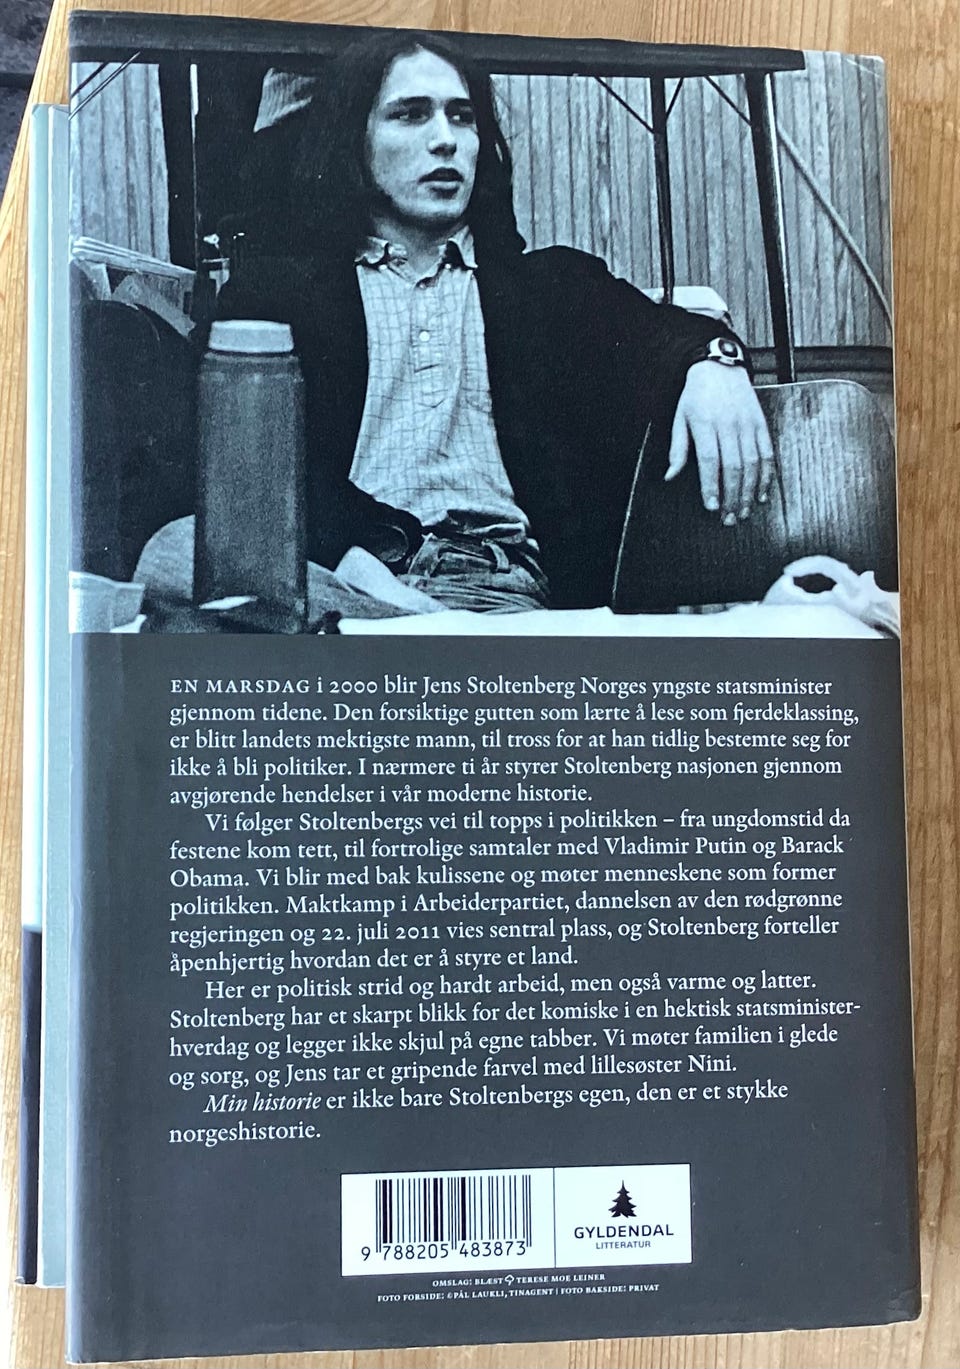 EN MARSDAG i 2000 blir Jens Stoltenberg Norges yngste statsminister
gjennom tidene. Den forsiktige gutten som lærte å lese som fjerdeklassing,
er blitt landets mektigste mann, til tross for at han tidlig bestemte seg for
ikke å bli politiker. I nærmere ti år styrer Stoltenberg nasjonen gjennom
avgjørende hendelser i vår moderne historie.
Vi følger Stoltenbergs vei til topps i politikken – fra ungdomstid da
festene kom tett, til fortrolige samtaler med Vladimir Putin og Barack
Obama. Vi blir med bak kulissene og møter menneskene som former
politikken. Maktkamp i Arbeiderpartiet, dannelsen av den rødgrønne
regjeringen og 22. juli 2011 vies sentral plass, og Stoltenberg forteller
åpenhjertig hvordan det er å styre et land.
Her er politisk strid og hardt arbeid, men også varme og latter.
Stoltenberg har et skarpt blikk for det komiske i en hektisk statsminister-
hverdag og legger ikke skjul på egne tabber. Vi møter familien i glede
og sorg, og Jens tar et gripende farvel med lillesøster Nini.
Min historie er ikke bare Stoltenbergs egen, den er et stykke
norgeshistorie.
9 788205 483873
GYLDENDAL
LITTERATUR
OMSLAG: BLÆST TERESE MOE LEINER
FOTO FORSIDE: ©PÅL LAUKLI, TINAGENT | FOTO BAKSIDE: PRIVAT